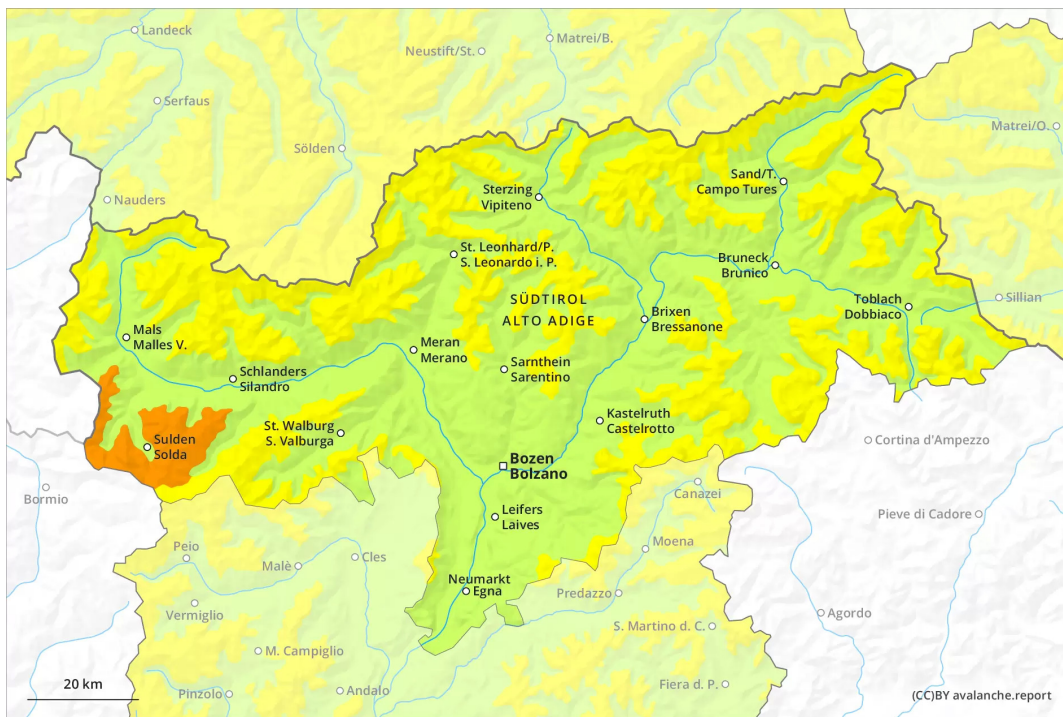 Landeck
Matrei/B.
Neustift/St.
Serfaus
Matrei/O.
Sölden
Sand/T.
Campo Tures
Sterzing
Vipiteno
Nauders
St. Leonhard/P.
S. Leonardo i. P.
Bruneck
Brunico
SÜDTIROL
ALTO ADIGE
Sillian
Toblach
Dobbiaco
Brixen
Bressanone
Mals
Malles V.
Meran
Merano
Sarnthein
Sarentino
Schlanders
Silandro
Kastelruth
Castelrotto
St. Walburg
S. Valburga
Sulden
Solda
Cortina d'Ampezzo
Bozen
Bolzano
Bormio
Canazei
Leifers
Laives
Pieve di Cadore
Moena
Peio
Cles
Malè
Neumarkt
Egna
Predazzo
Vermiglio
Agordo
S. Martino d. C.
M. Campiglio
20 km
Fiera d. P.
Pinzolo
Andalo
(CC)BY avalanche.report